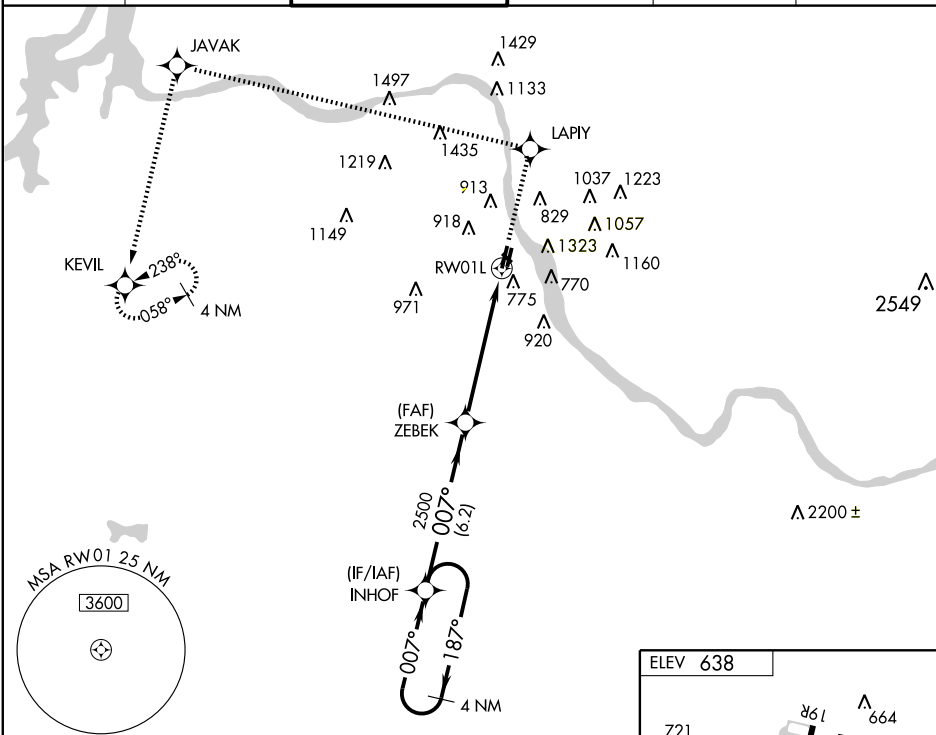 JAVAK
1429
1497
1133
LAPIY
1435
1219
913
1037
1223
829
1149
918
1057
1323
1160
KEVIL
238°
RW01L
058°
4 NM
971
775
770
2549
920
(FAF)
ZEBEK
2500
007°
(6.2)
2200 ±
MSA RW01 25 NM
3600
(IF/IAF)
INHOF
007°
187°
4 NM
ELEV 638
19R
664
721